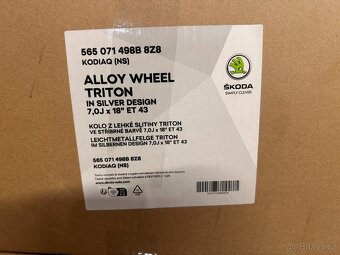 565 071 498B 8Z8
KODIAQ (NS)
ALLOY WHEEL
TRITON
IN SILVER DESIGN
7,0J x 18" ET 43
ŠKODA
SIMPLY CLEVER
KOLO Z LEHKÉ SLITINY TRITON
VE STŘÍBRNÉ BARVĚ 7,0J x 18" ET 43
LEICHTMETALLFELGE TRITON
IM SILBERNEN DESIGN 7,0J x 18" ET 43
565 071 498B 8Z8
KODIAQ (NS)